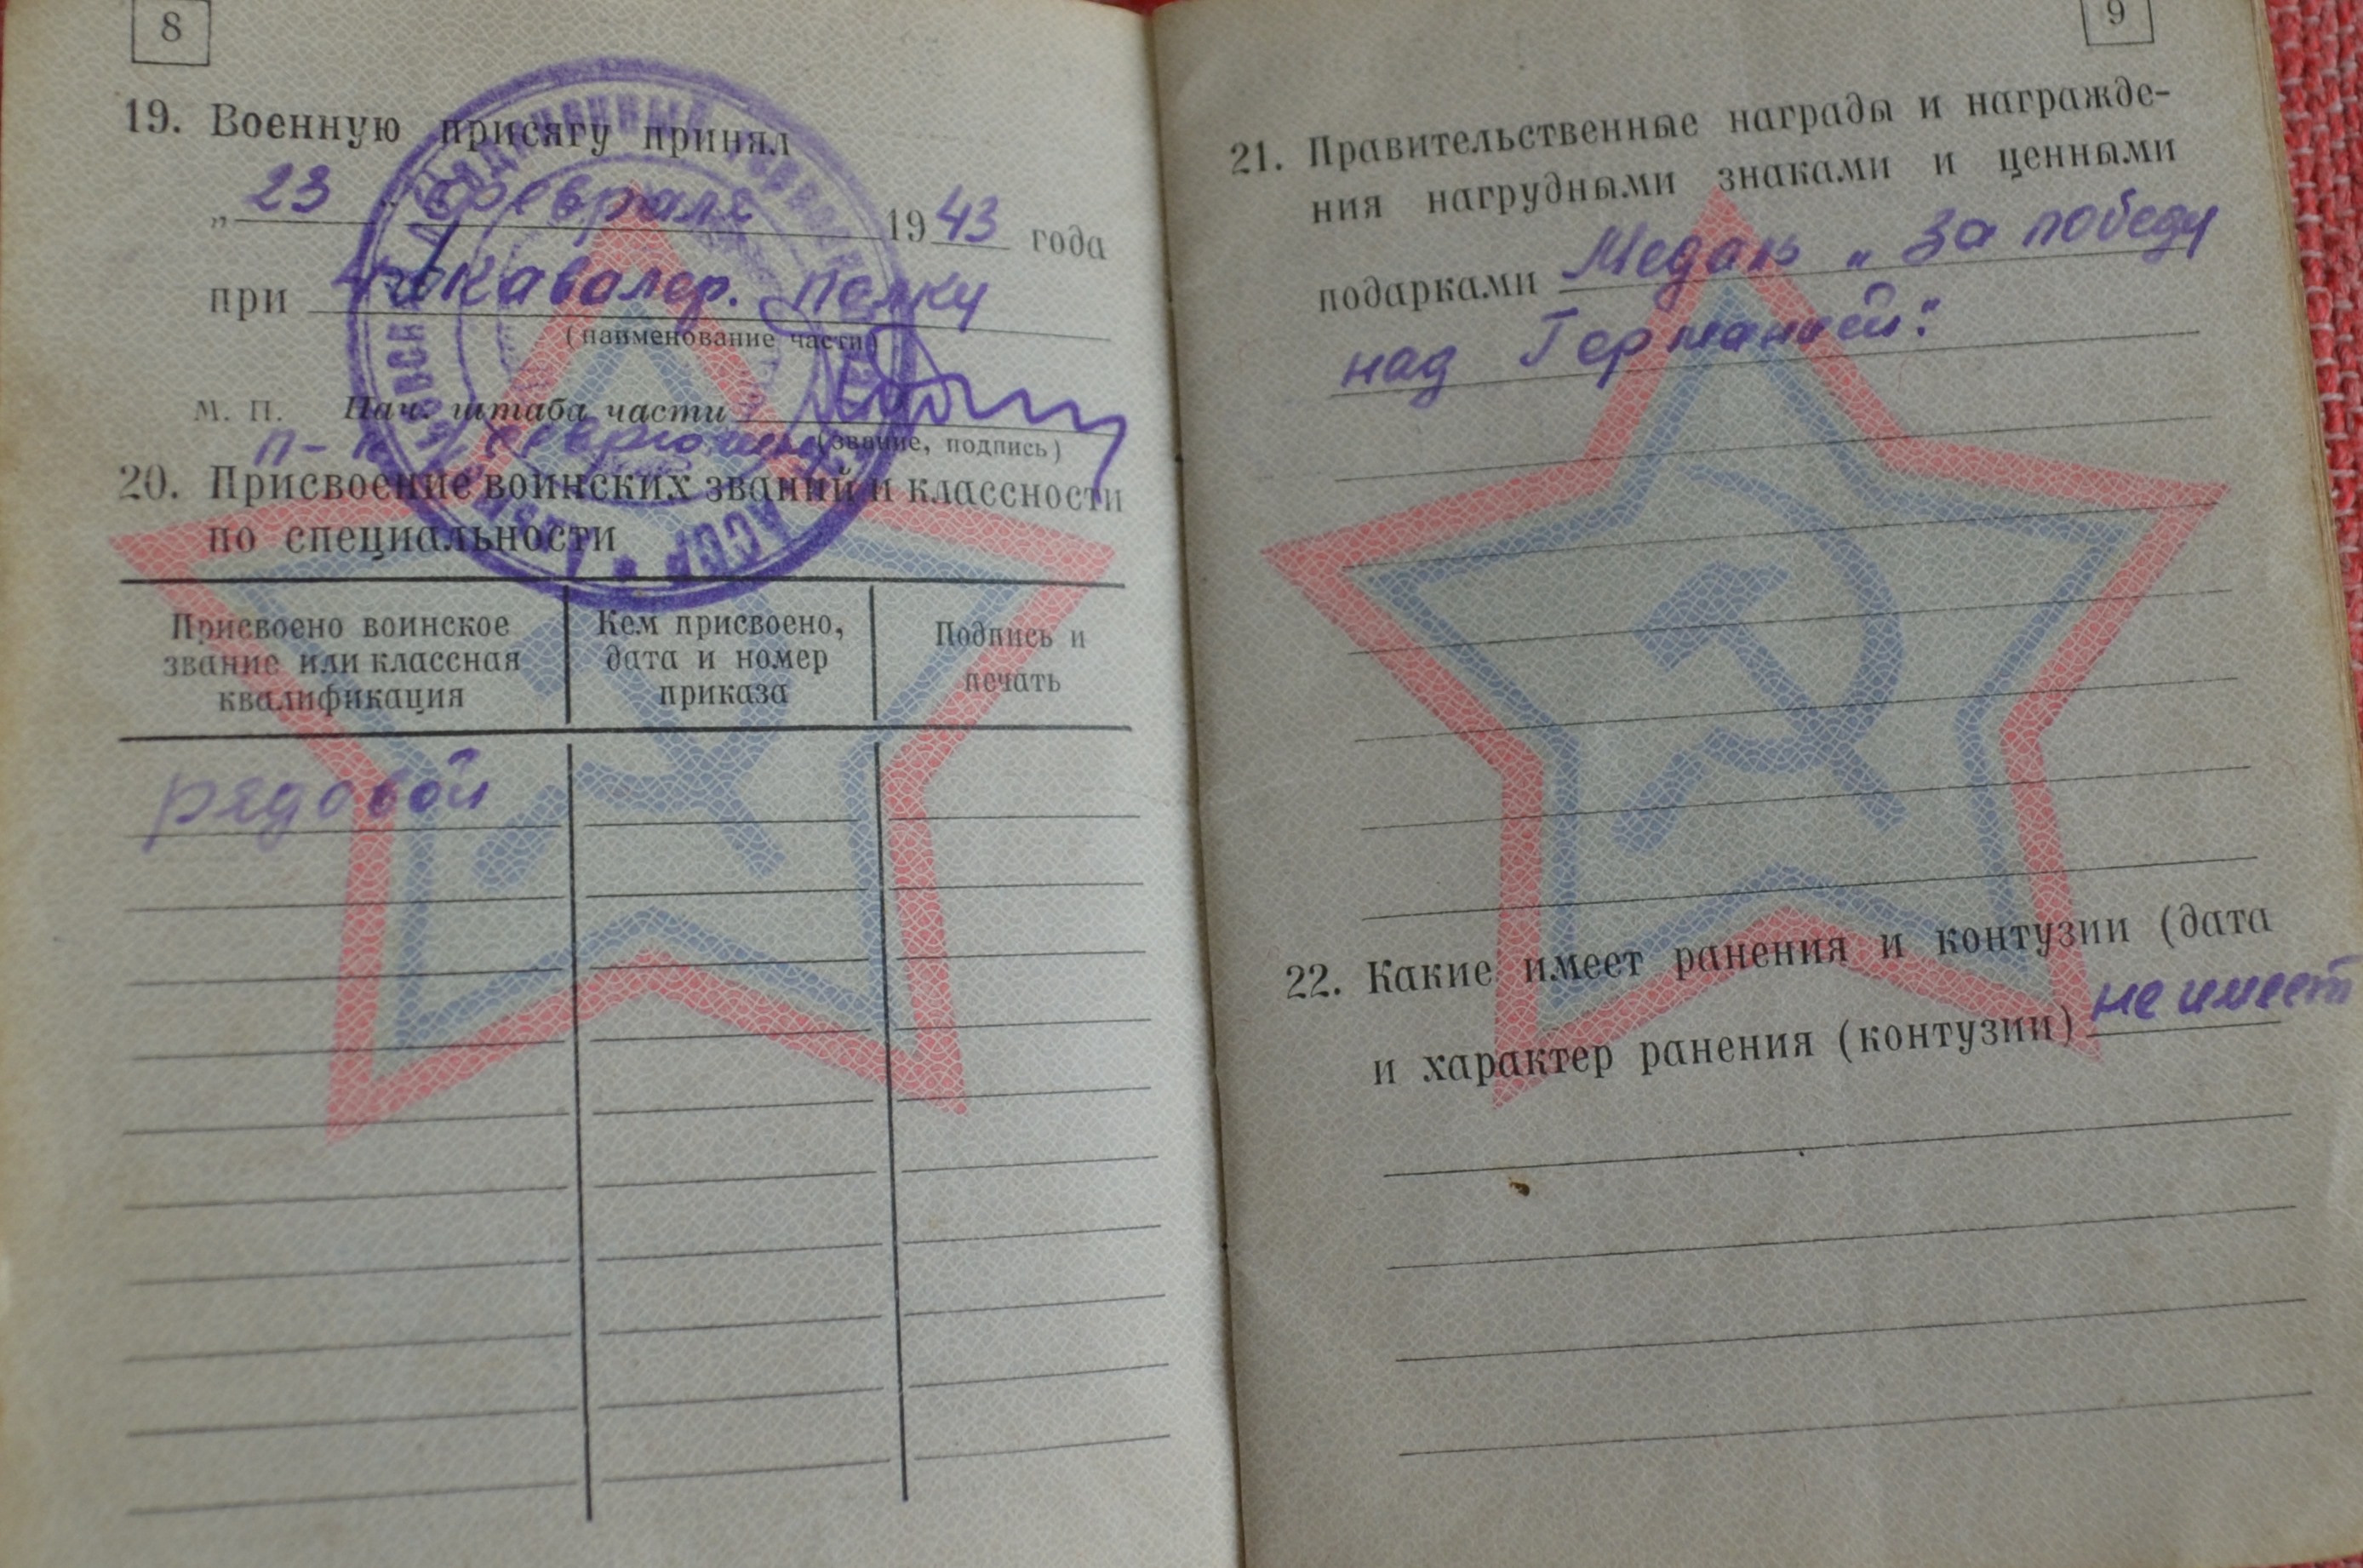 8
19. Военную присягу принял
„ 23 " февраля 1943 года
при кавалер. полку
(наименование части)
М. П. Нач. штаба части
п-п
(звание, подпись)
20. Присвоение воинских званий и классности
по специальности
Присвоено воинское
звание или классная
квалификация
Кем присвоено,
дата и номер
приказа
Подпись и
печать
рядовой
9
21. Правительственные награды и награжде-
ния нагрудными знаками и ценными
подарками Медаль „ За победу
над Германией"
22. Какие имеет ранения и контузии (дата
и характер ранения (контузии) не имеет